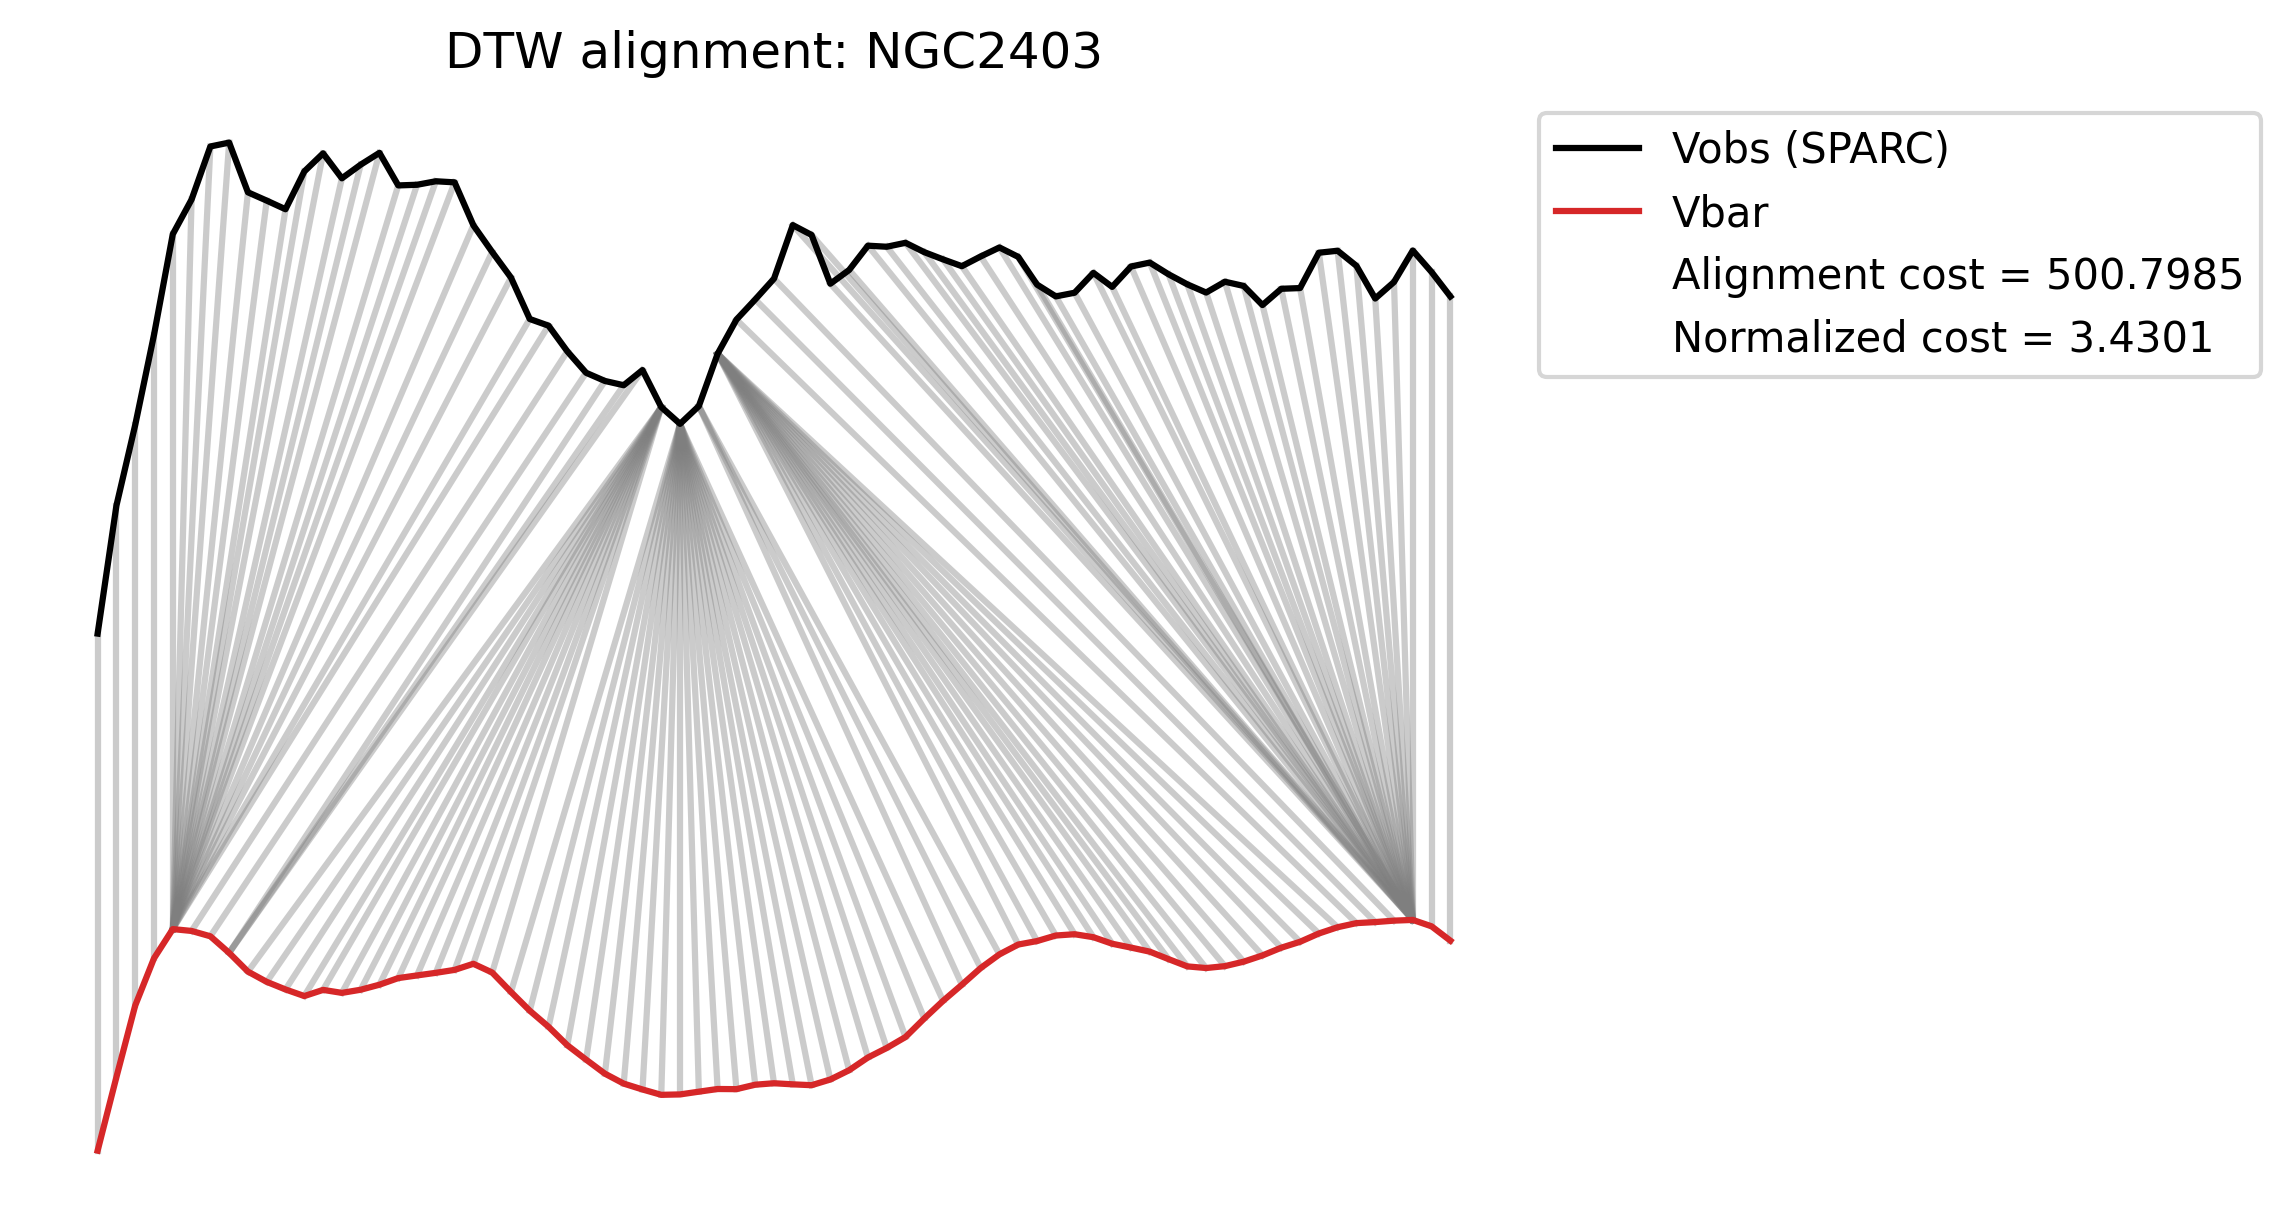 DTW alignment: NGC2403
Vobs (SPARC)
Vbar
Alignment cost = 500.7985
Normalized cost = 3.4301